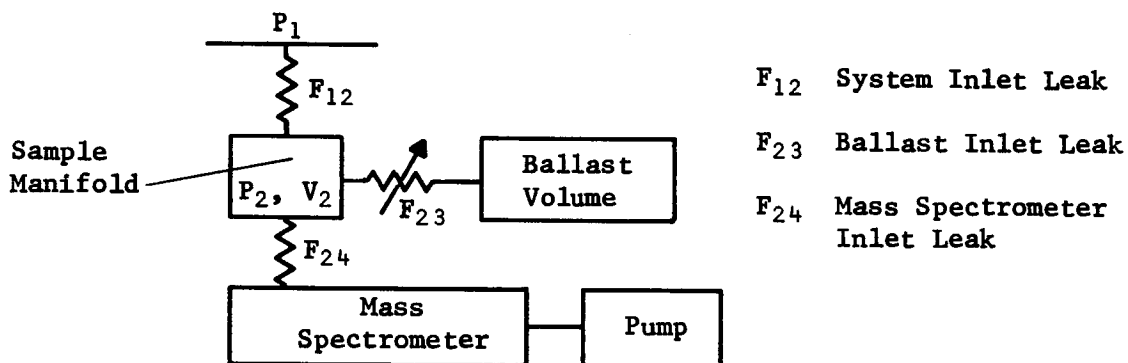 P1
F12
F12 System Inlet Leak
Sample
Manifold
P2, V2
F23
Ballast
Volume
F23 Ballast Inlet Leak
F24
F24 Mass Spectrometer
Inlet Leak
Mass
Spectrometer
Pump